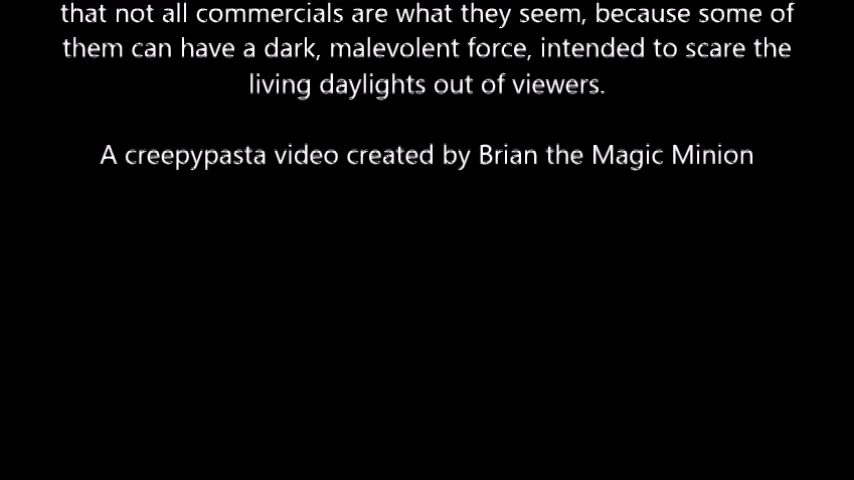 that not all commercials are what they seem, because some of
them can have a dark, malevolent force, intended to scare the
living daylights out of viewers.
A creepypasta video created by Brian the Magic Minion